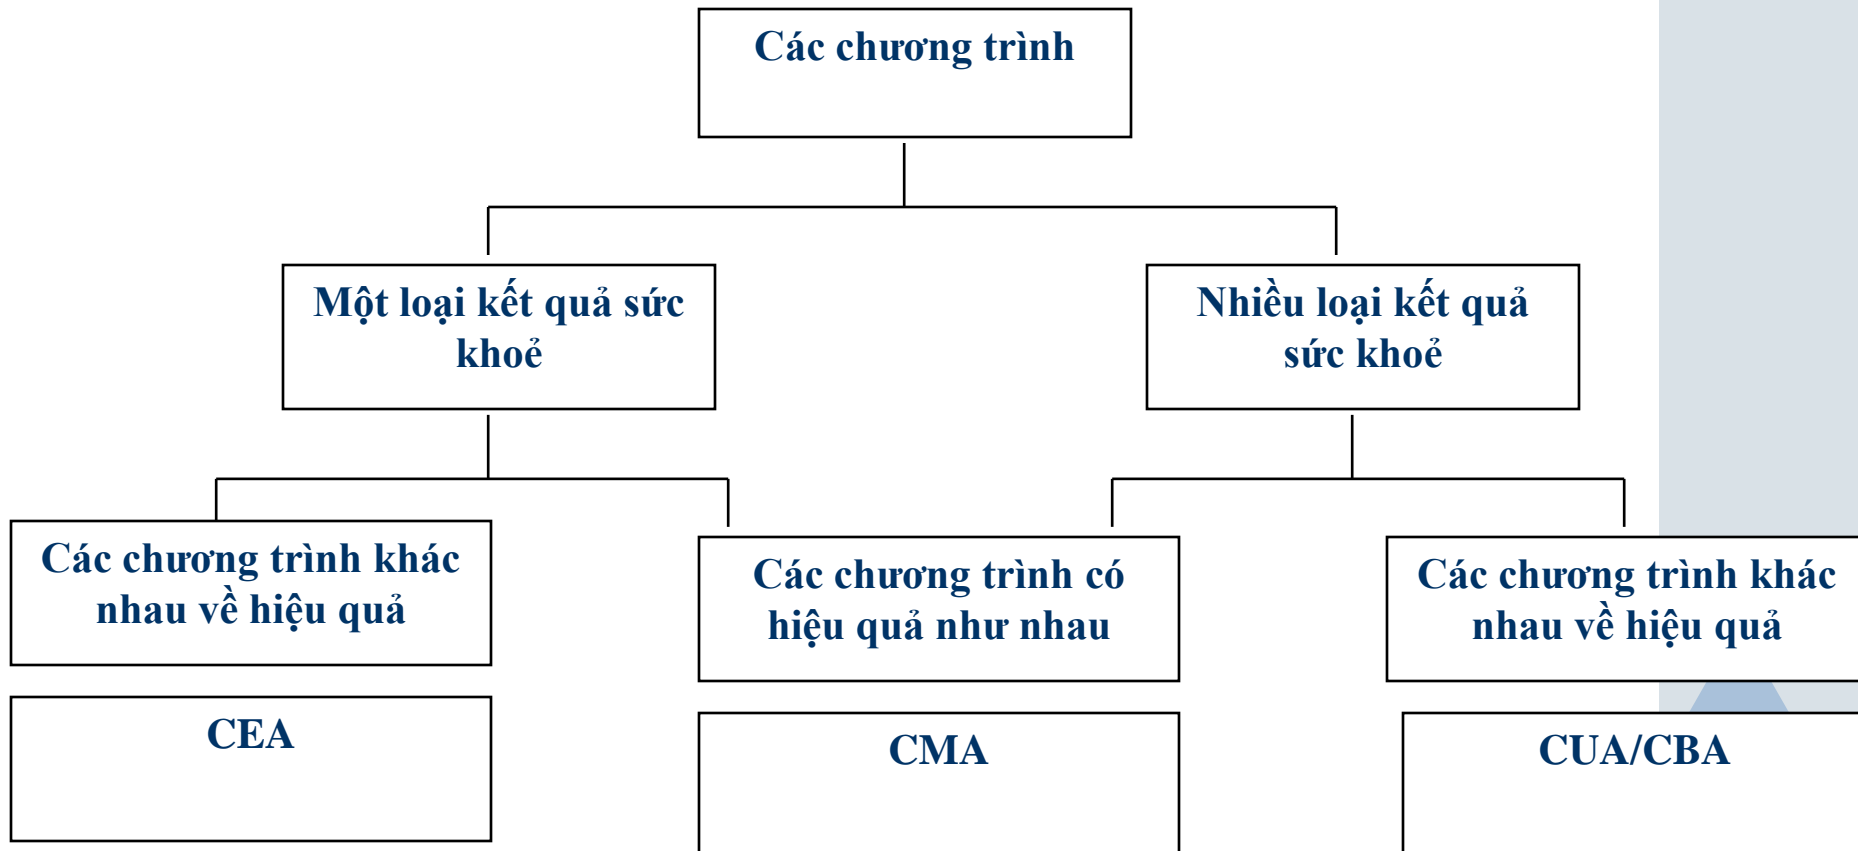 Các chương trình
Một loại kết quả sức
khoẻ
Nhiều loại kết quả
sức khoẻ
Các chương trình khác
nhau về hiệu quả
Các chương trình có
hiệu quả như nhau
Các chương trình khác
nhau về hiệu quả
CEA
CMA
CUA/CBA